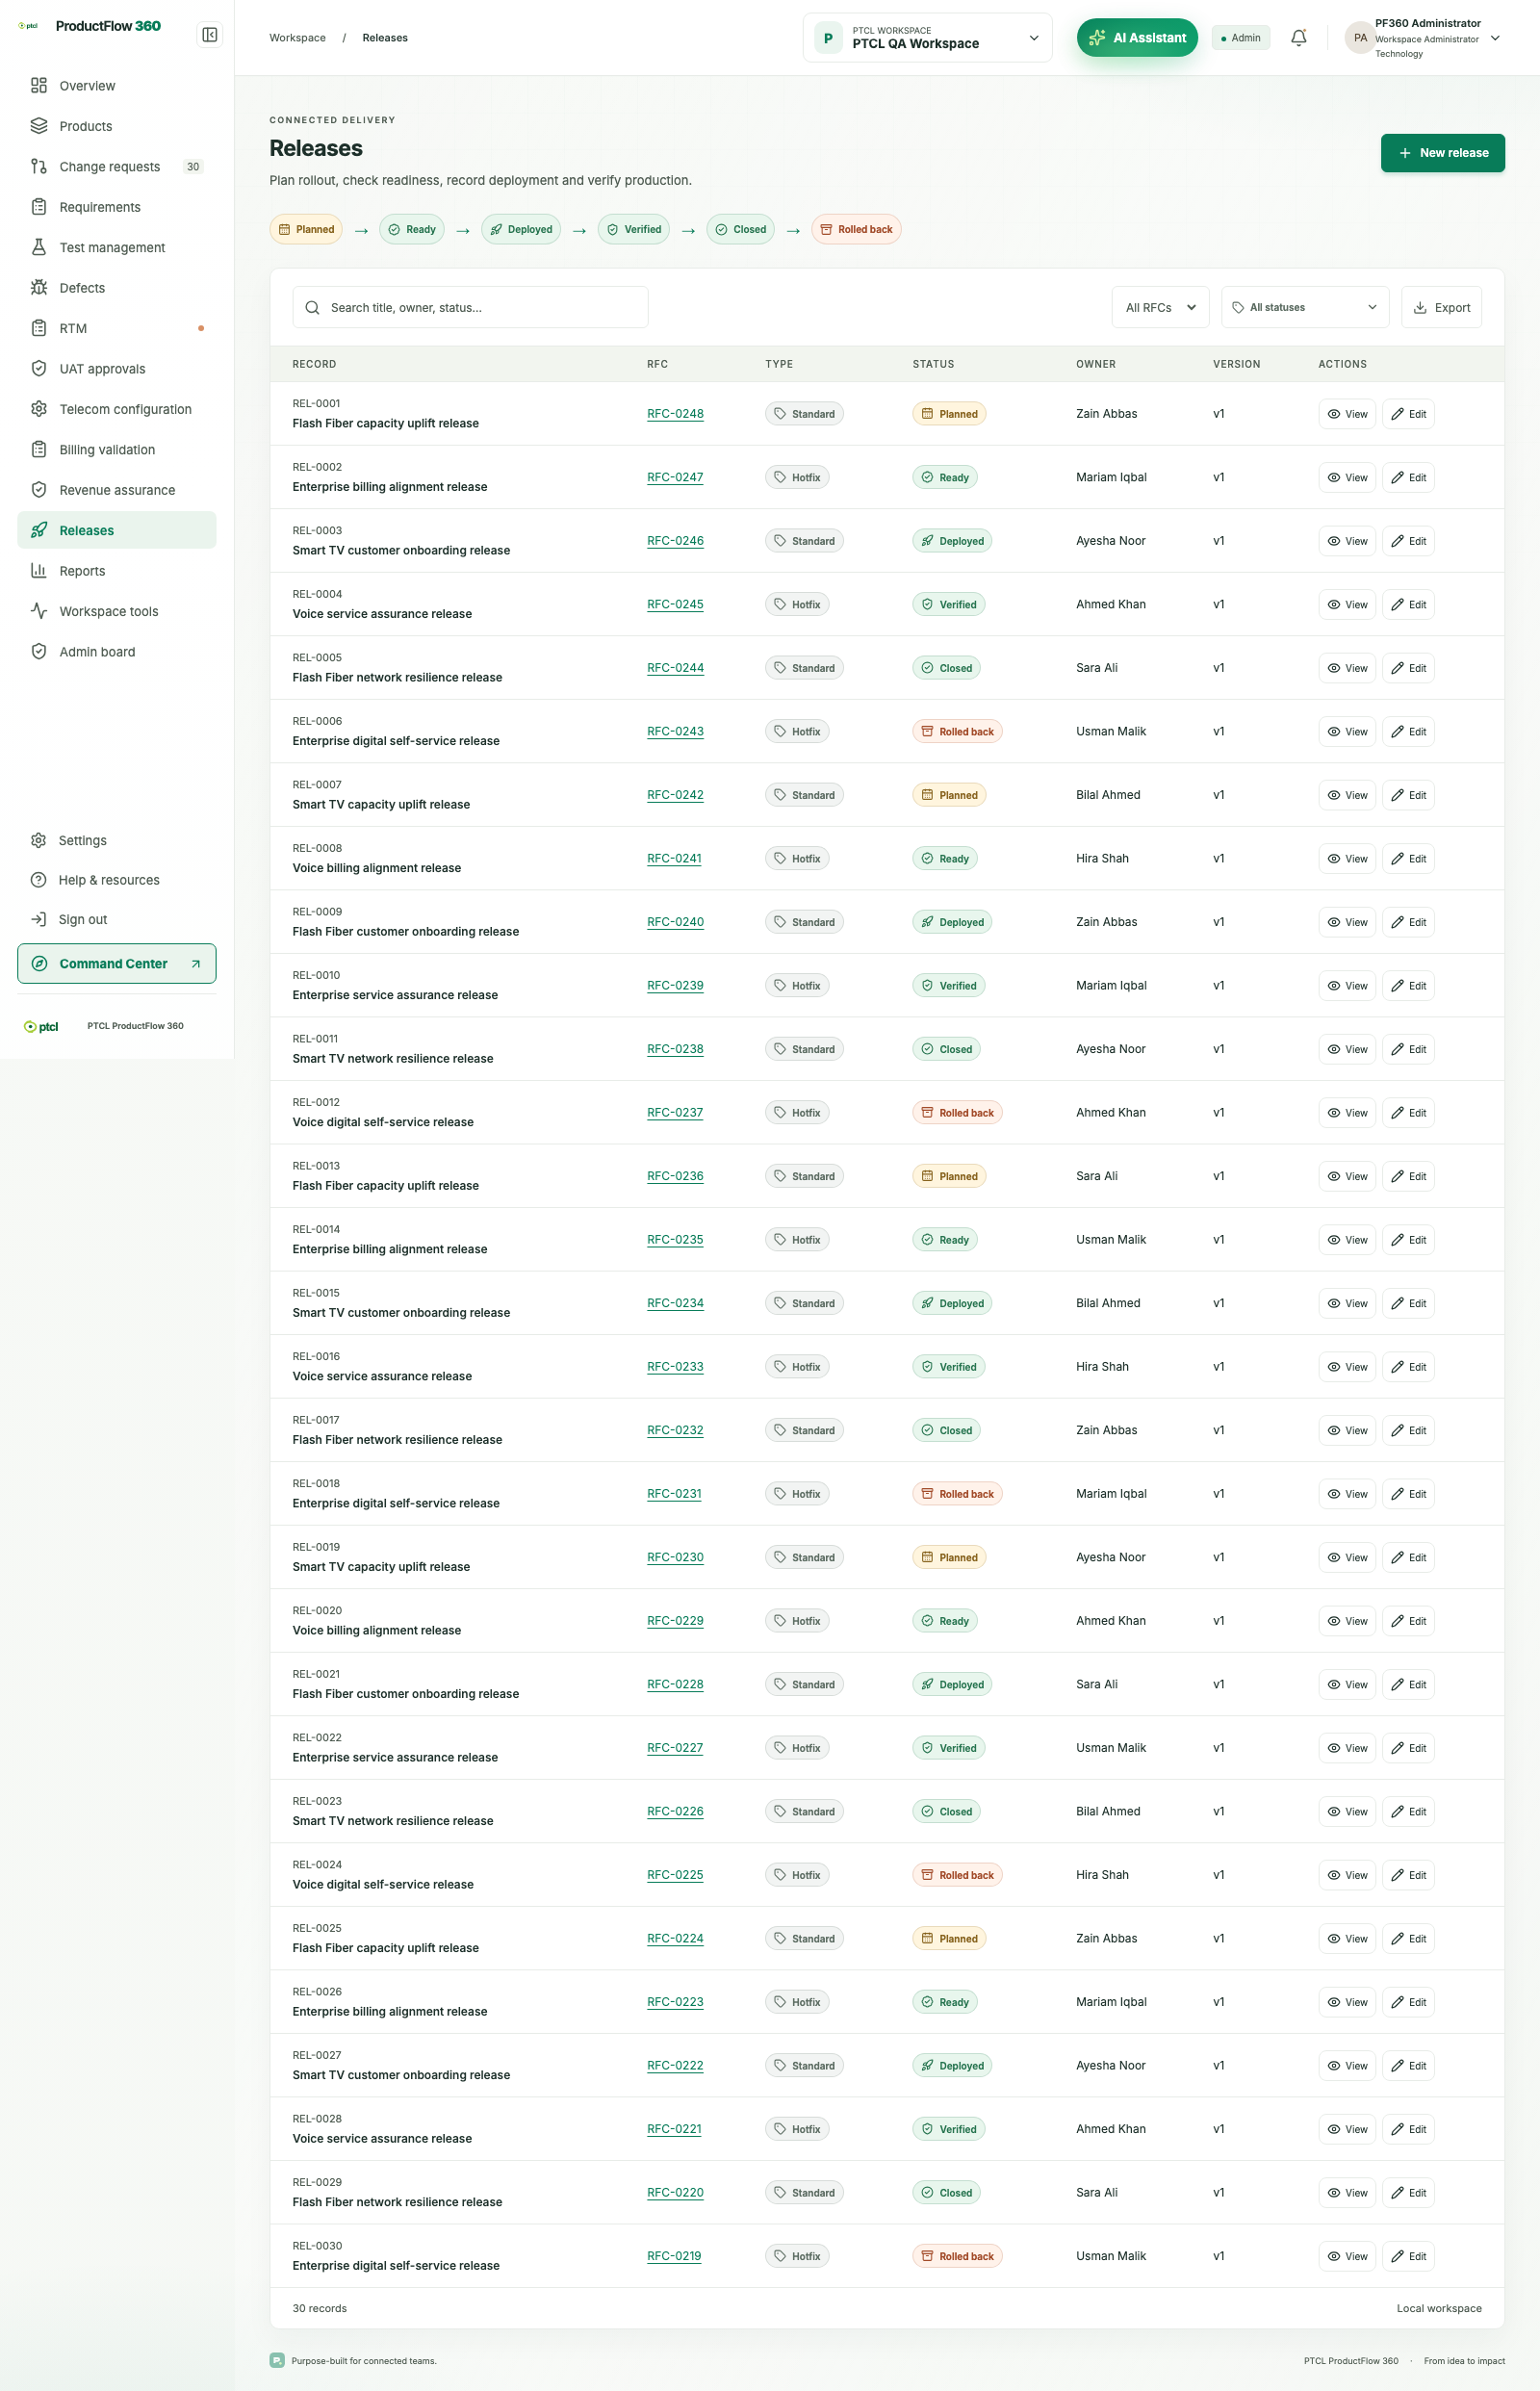 ptcl ProductFlow 360
Overview
Products
Change requests 30
Requirements
Test management
Defects
RTM
UAT approvals
Telecom configuration
Billing validation
Revenue assurance
Releases
Reports
Workspace tools
Admin board
Settings
Help & resources
Sign out
Command Center
ptcl PTCL ProductFlow 360
Workspace / Releases
P
PTCL WORKSPACE
PTCL QA Workspace
AI Assistant
Admin
PA
PF360 Administrator
Workspace Administrator
Technology
CONNECTED DELIVERY
Releases
Plan rollout, check readiness, record deployment and verify production.
New release
Planned → Ready → Deployed → Verified → Closed → Rolled back
Search title, owner, status...
All RFCs
All statuses
Export
RECORD RFC TYPE STATUS OWNER VERSION ACTIONS
REL-0001
Flash Fiber capacity uplift release RFC-0248 Standard Planned Zain Abbas v1 View Edit
REL-0002
Enterprise billing alignment release RFC-0247 Hotfix Ready Mariam Iqbal v1 View Edit
REL-0003
Smart TV customer onboarding release RFC-0246 Standard Deployed Ayesha Noor v1 View Edit
REL-0004
Voice service assurance release RFC-0245 Hotfix Verified Ahmed Khan v1 View Edit
REL-0005
Flash Fiber network resilience release RFC-0244 Standard Closed Sara Ali v1 View Edit
REL-0006
Enterprise digital self-service release RFC-0243 Hotfix Rolled back Usman Malik v1 View Edit
REL-0007
Smart TV capacity uplift release RFC-0242 Standard Planned Bilal Ahmed v1 View Edit
REL-0008
Voice billing alignment release RFC-0241 Hotfix Ready Hira Shah v1 View Edit
REL-0009
Flash Fiber customer onboarding release RFC-0240 Standard Deployed Zain Abbas v1 View Edit
REL-0010
Enterprise service assurance release RFC-0239 Hotfix Verified Mariam Iqbal v1 View Edit
REL-0011
Smart TV network resilience release RFC-0238 Standard Closed Ayesha Noor v1 View Edit
REL-0012
Voice digital self-service release RFC-0237 Hotfix Rolled back Ahmed Khan v1 View Edit
REL-0013
Flash Fiber capacity uplift release RFC-0236 Standard Planned Sara Ali v1 View Edit
REL-0014
Enterprise billing alignment release RFC-0235 Hotfix Ready Usman Malik v1 View Edit
REL-0015
Smart TV customer onboarding release RFC-0234 Standard Deployed Bilal Ahmed v1 View Edit
REL-0016
Voice service assurance release RFC-0233 Hotfix Verified Hira Shah v1 View Edit
REL-0017
Flash Fiber network resilience release RFC-0232 Standard Closed Zain Abbas v1 View Edit
REL-0018
Enterprise digital self-service release RFC-0231 Hotfix Rolled back Mariam Iqbal v1 View Edit
REL-0019
Smart TV capacity uplift release RFC-0230 Standard Planned Ayesha Noor v1 View Edit
REL-0020
Voice billing alignment release RFC-0229 Hotfix Ready Ahmed Khan v1 View Edit
REL-0021
Flash Fiber customer onboarding release RFC-0228 Standard Deployed Sara Ali v1 View Edit
REL-0022
Enterprise service assurance release RFC-0227 Hotfix Verified Usman Malik v1 View Edit
REL-0023
Smart TV network resilience release RFC-0226 Standard Closed Bilal Ahmed v1 View Edit
REL-0024
Voice digital self-service release RFC-0225 Hotfix Rolled back Hira Shah v1 View Edit
REL-0025
Flash Fiber capacity uplift release RFC-0224 Standard Planned Zain Abbas v1 View Edit
REL-0026
Enterprise billing alignment release RFC-0223 Hotfix Ready Mariam Iqbal v1 View Edit
REL-0027
Smart TV customer onboarding release RFC-0222 Standard Deployed Ayesha Noor v1 View Edit
REL-0028
Voice service assurance release RFC-0221 Hotfix Verified Ahmed Khan v1 View Edit
REL-0029
Flash Fiber network resilience release RFC-0220 Standard Closed Sara Ali v1 View Edit
REL-0030
Enterprise digital self-service release RFC-0219 Hotfix Rolled back Usman Malik v1 View Edit
30 records Local workspace
P. Purpose-built for connected teams. PTCL ProductFlow 360 · From idea to impact